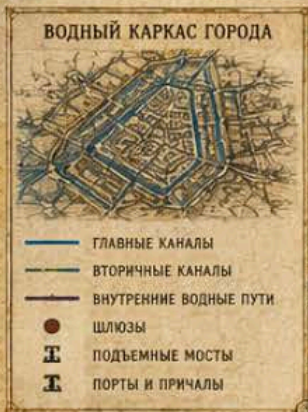 ВОДНЫЙ КАРКАС ГОРОДА
ГЛАВНЫЕ КАНАЛЫ
ВТОРИЧНЫЕ КАНАЛЫ
ВНУТРЕННИЕ ВОДНЫЕ ПУТИ
ШЛЮЗЫ
ПОДЪЕМНЫЕ МОСТЫ
ПОРТЫ И ПРИЧАЛЫ